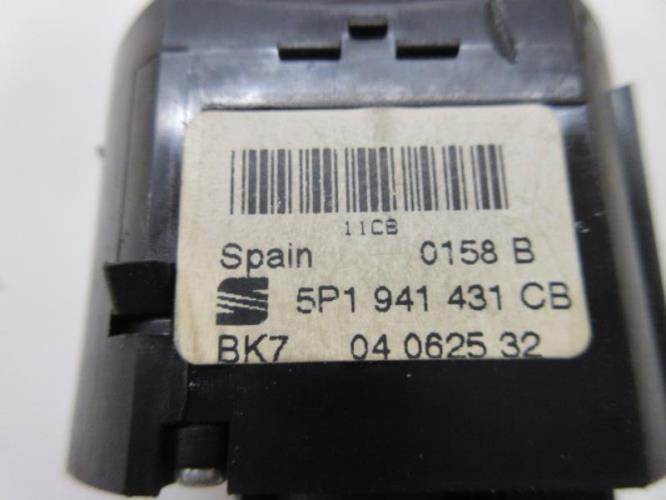 11CB
Spain 0158 B
5P1 941 431 CB
BK7 04 0625 32